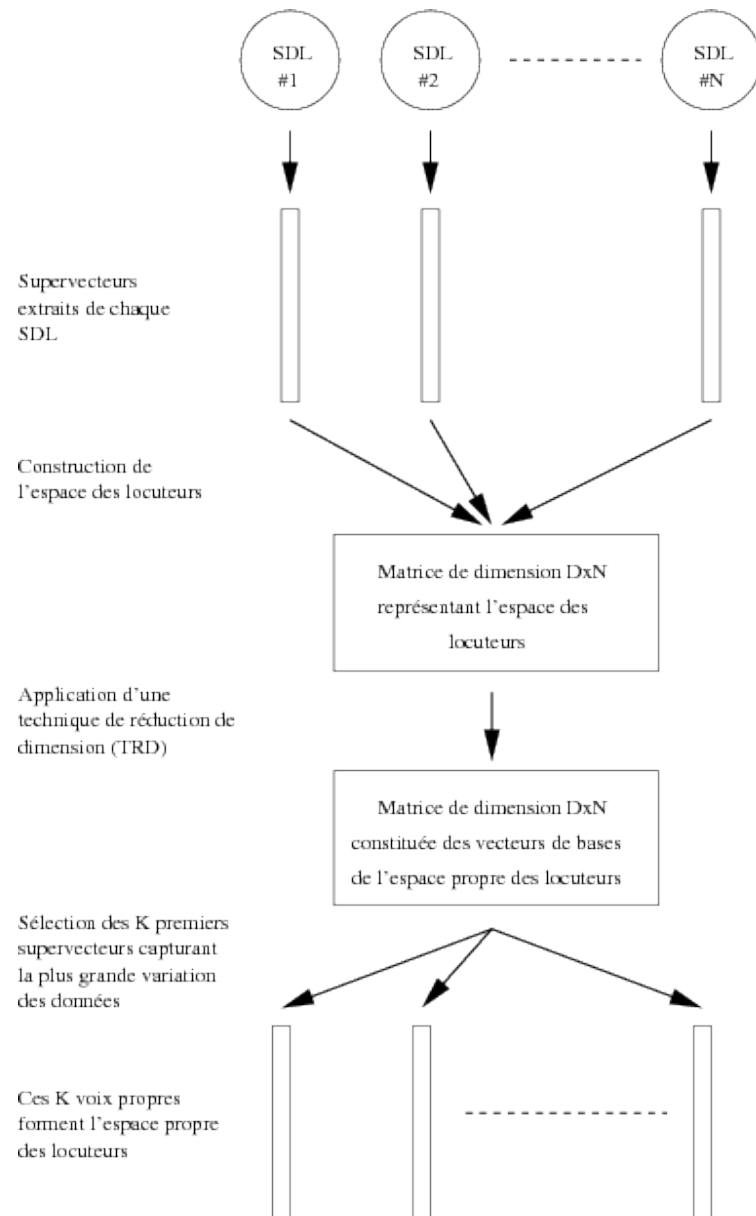 SDL
#1
SDL
#2
SDL
#N
Supervecteurs
extraits de chaque
SDL
Construction de
l'espace des locuteurs
Matrice de dimension DxN
représentant l'espace des
locuteurs
Application d'une
technique de réduction de
dimension (TRD)
Matrice de dimension DxN
constituée des vecteurs de bases
de l'espace propre des locuteurs
Sélection des K premiers
supervecteurs capturant
la plus grande variation
des données
Ces K voix propres
forment l'espace propre
des locuteurs